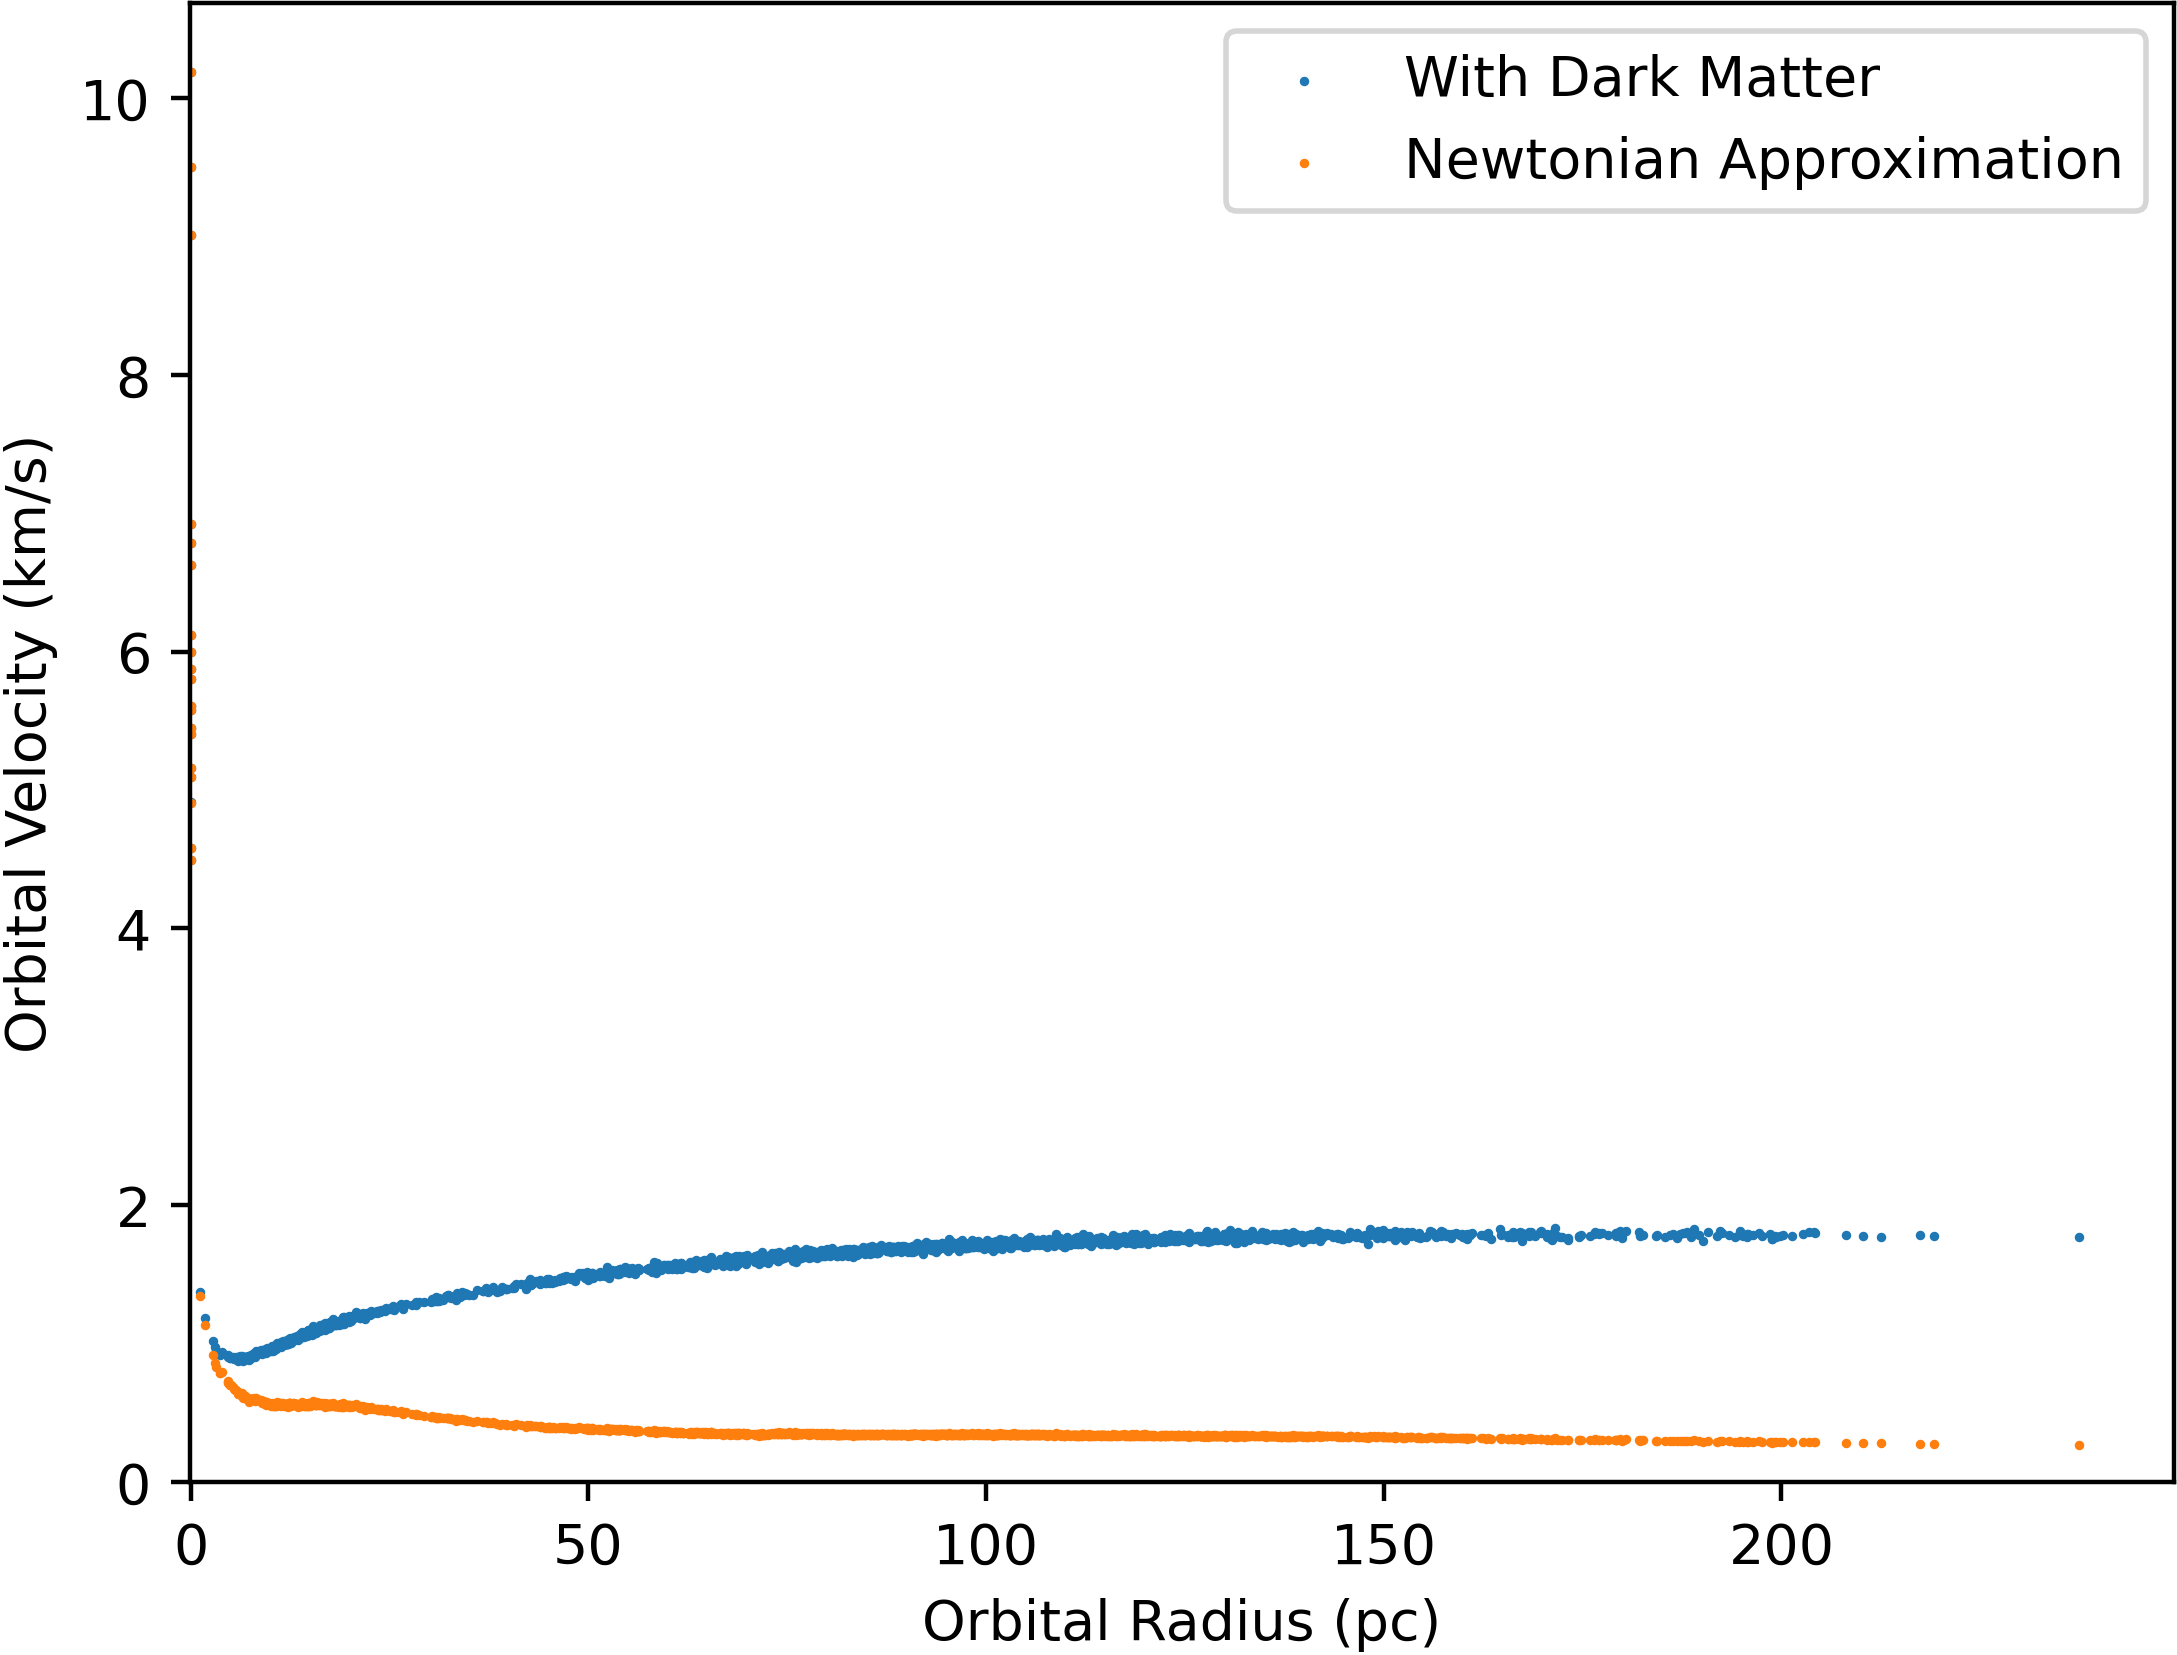 With Dark Matter
Newtonian Approximation
Orbital Velocity (km/s)
10
8
6
4
2
0
0 50 100 150 200
Orbital Radius (pc)